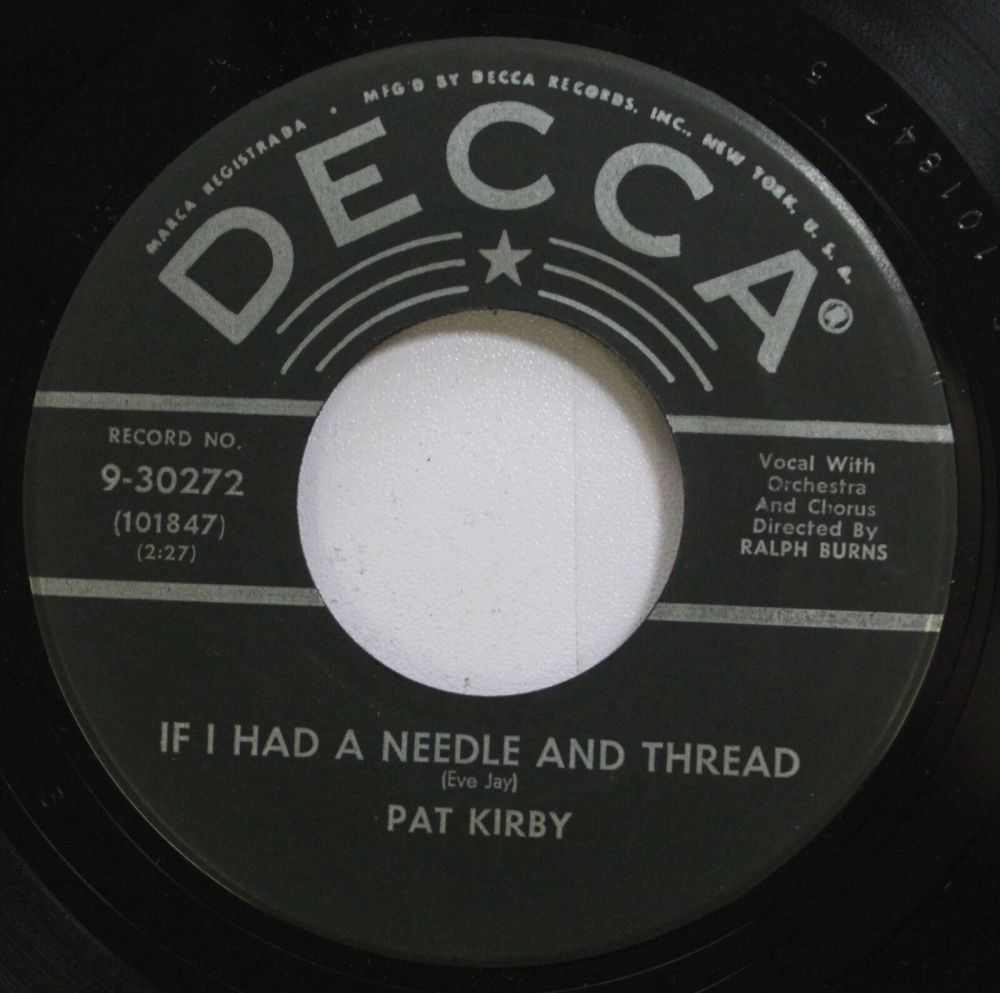 MARCA REGISTRADA • MFG'D BY DECCA RECORDS, INC., NEW YORK, U. S. A.
DECCA®
RECORD NO.
9-30272
(101847)
(2:27)
Vocal With
Orchestra
And Chorus
Directed By
RALPH BURNS
IF I HAD A NEEDLE AND THREAD
(Eve Jay)
PAT KIRBY
101847 5